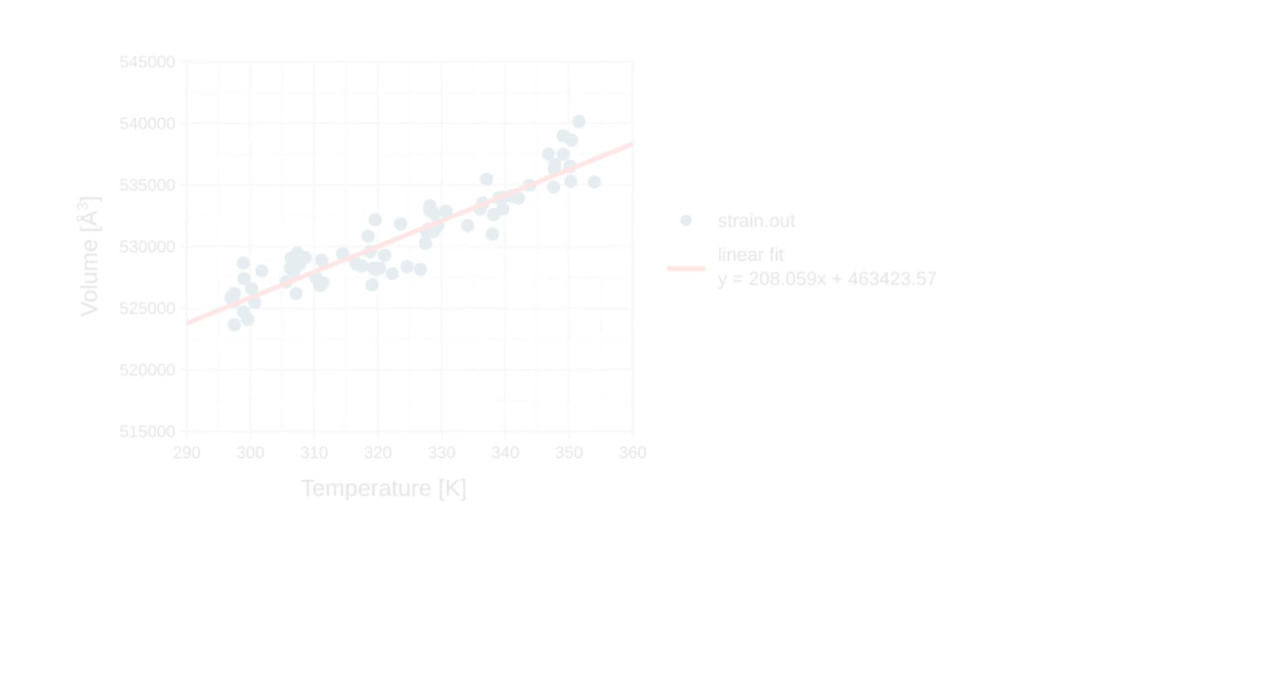 545000
540000
535000
530000
525000
520000
515000
290 300 310 320 330 340 350 360
Volume [Å³]
Temperature [K]
strain.out
linear fit
y = 208.059x + 463423.57